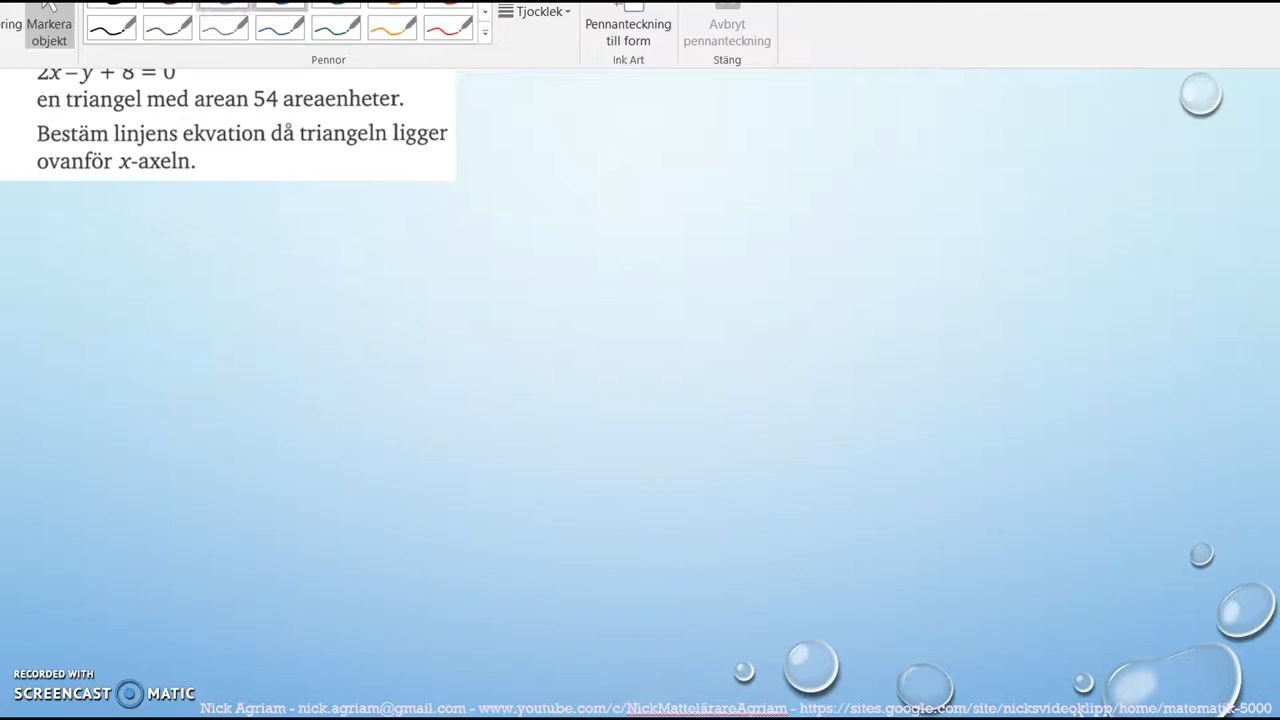 ering
Markera
objekt
Pennor
Tjocklek
Pennanteckning
till form
Ink Art
Avbryt
pennanteckning
Stäng
2x – y + 8 = 0
en triangel med arean 54 areaenheter.
Bestäm linjens ekvation då triangeln ligger
ovanför x-axeln.
RECORDED WITH
SCREENCAST MATIC
Nick Agriam - nick.agriam@gmail.com - www.youtube.com/c/NickMattelärareAgriam - https://sites.google.com/site/nicksvideoklipp/home/matematik-5000